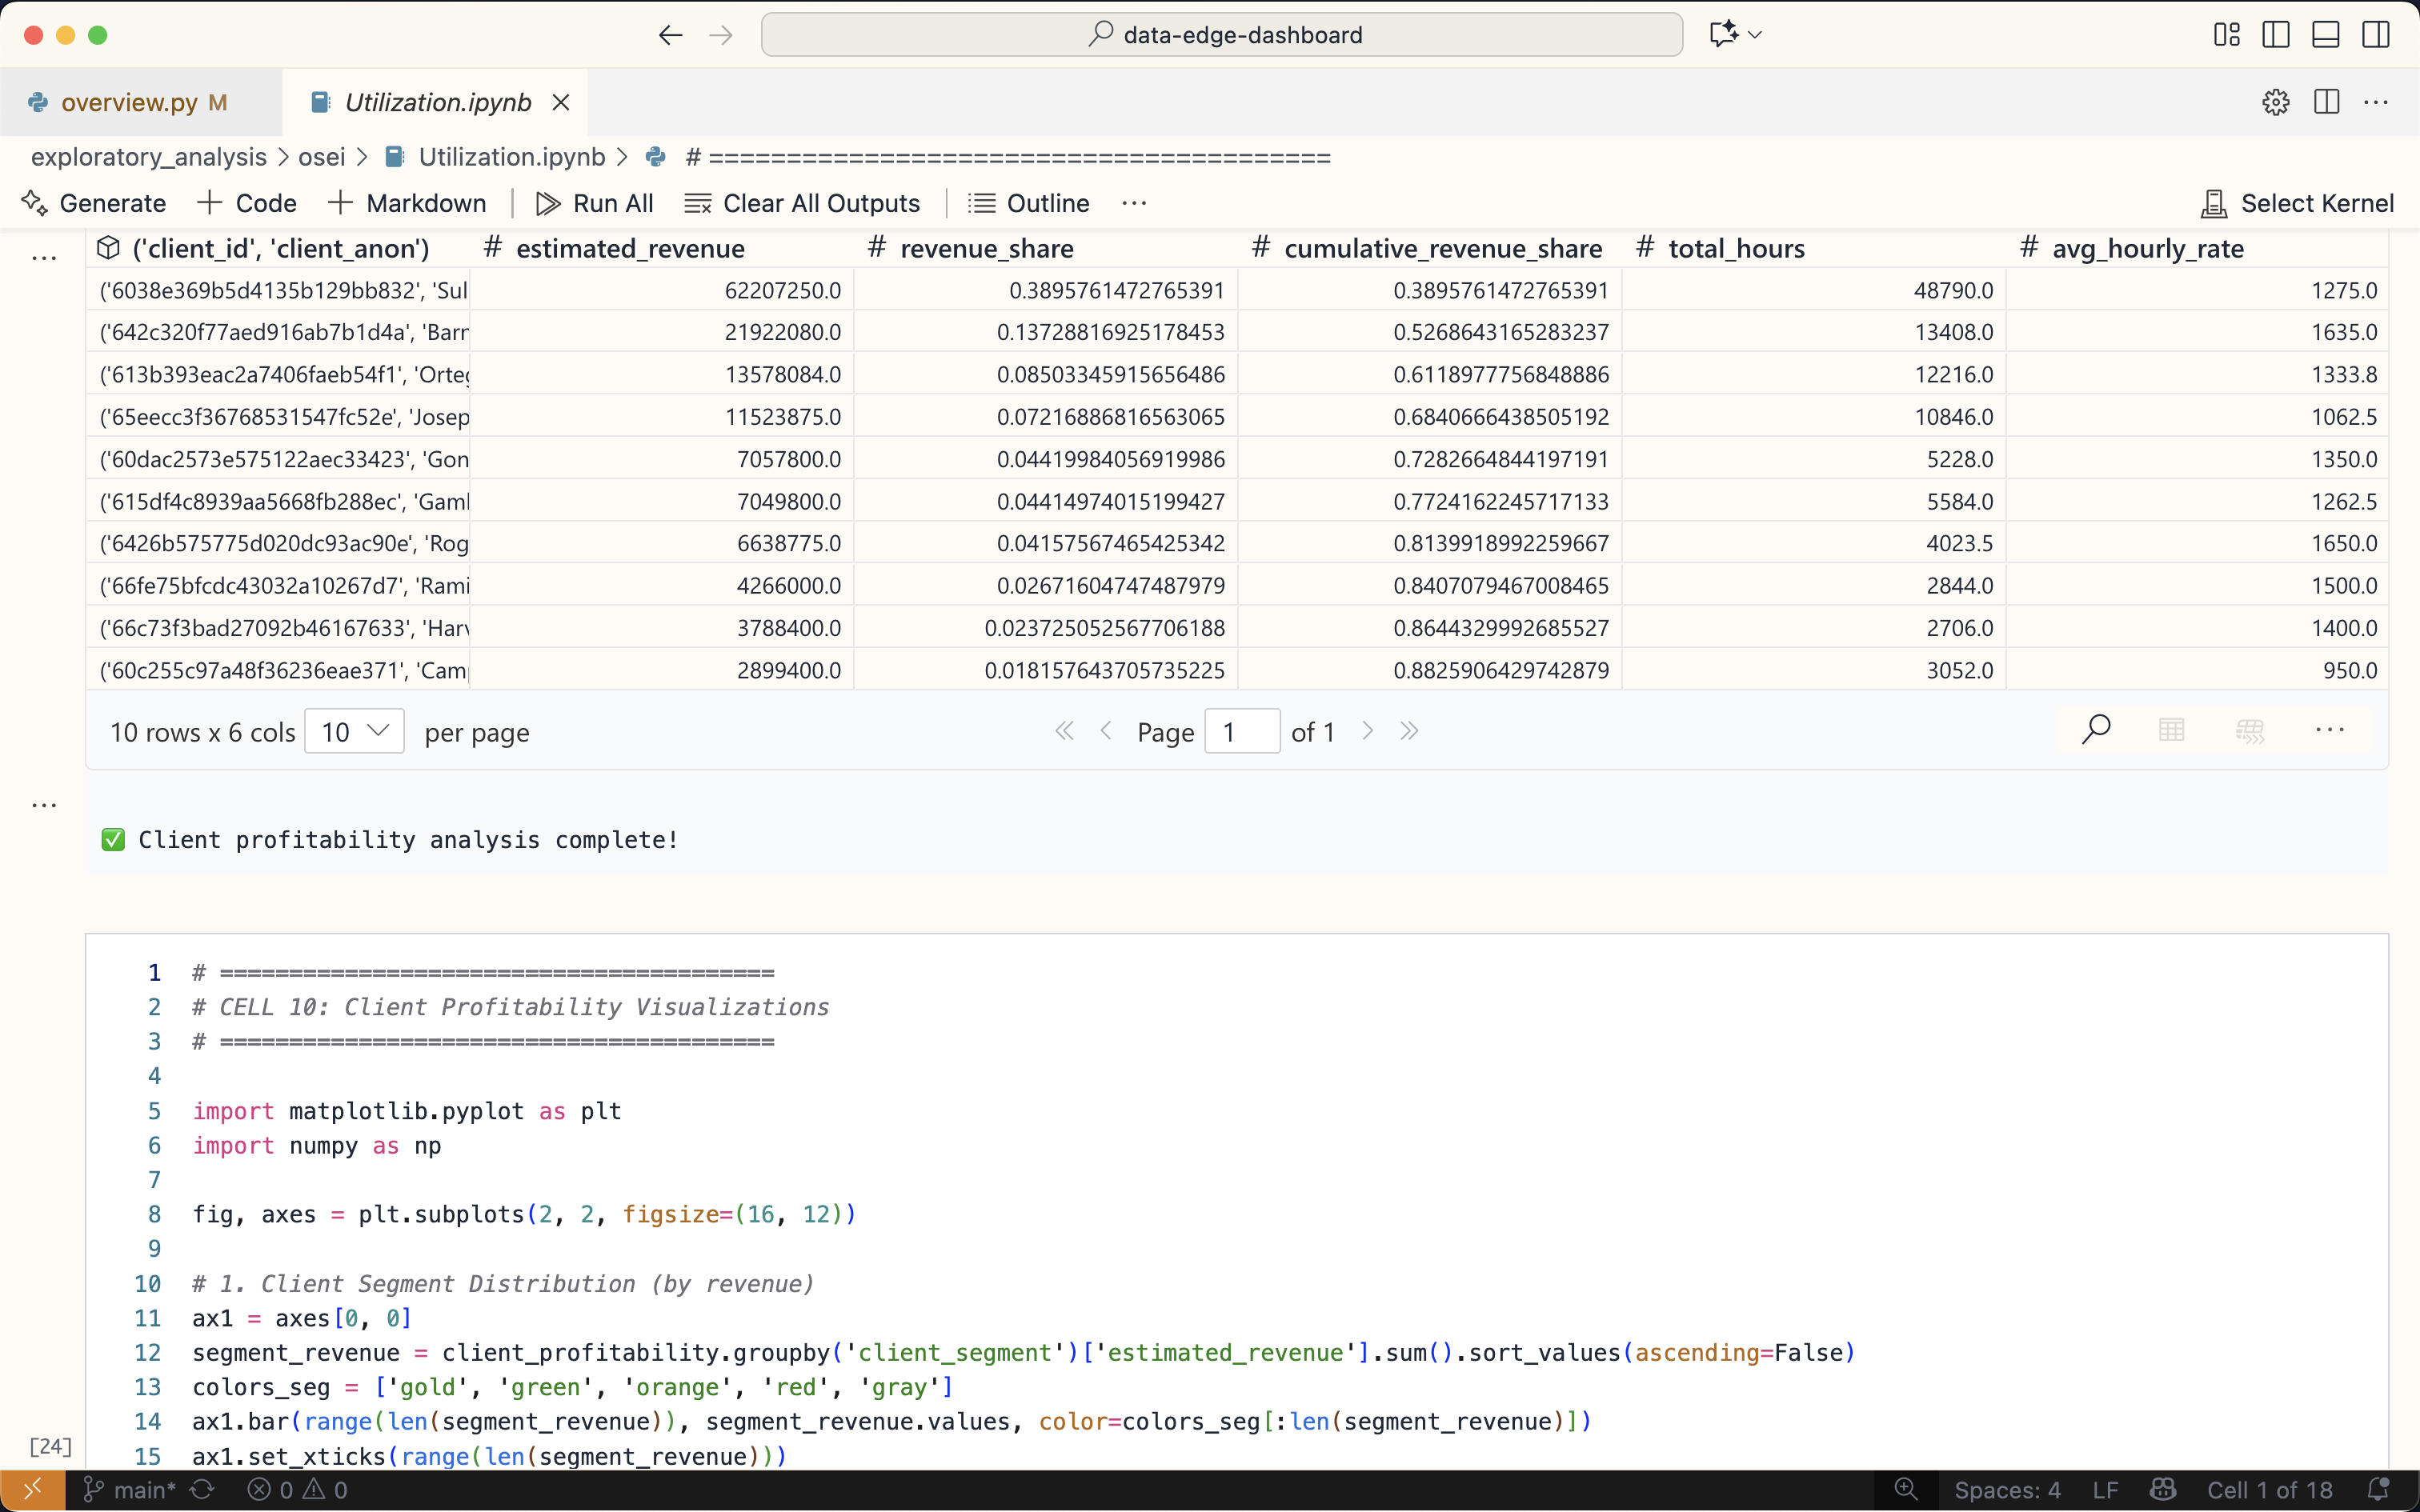 data-edge-dashboard
overview.py M
Utilization.ipynb
exploratory_analysis > osei > Utilization.ipynb > # ========================================
Generate + Code + Markdown | Run All Clear All Outputs | Outline ... Select Kernel
('client_id', 'client_anon') # estimated_revenue # revenue_share # cumulative_revenue_share # total_hours # avg_hourly_rate
('6038e369b5d4135b129bb832', 'Sul 62207250.0 0.3895761472765391 0.3895761472765391 48790.0 1275.0
('642c320f77aed916ab7b1d4a', 'Barr 21922080.0 0.13728816925178453 0.5268643165283237 13408.0 1635.0
('613b393eac2a7406faeb54f1', 'Orteg 13578084.0 0.08503345915656486 0.6118977756848886 12216.0 1333.8
('65eecc3f36768531547fc52e', 'Josep 11523875.0 0.07216886816563065 0.6840666438505192 10846.0 1062.5
('60dac2573e575122aec33423', 'Gon 7057800.0 0.04419984056919986 0.7282664844197191 5228.0 1350.0
('615df4c8939aa5668fb288ec', 'Gaml 7049800.0 0.04414974015199427 0.7724162245717133 5584.0 1262.5
('6426b575775d020dc93ac90e', 'Rog 6638775.0 0.04157567465425342 0.8139918992259667 4023.5 1650.0
('66fe75bfcdc43032a10267d7', 'Rami 4266000.0 0.02671604747487979 0.8407079467008465 2844.0 1500.0
('66c73f3bad27092b46167633', 'Harv 3788400.0 0.023725052567706188 0.8644329992685527 2706.0 1400.0
('60c255c97a48f36236eae371', 'Cam 2899400.0 0.018157643705735225 0.8825906429742879 3052.0 950.0
10 rows x 6 cols 10 per page Page 1 of 1
✅ Client profitability analysis complete!
1 # ========================================
2 # CELL 10: Client Profitability Visualizations
3 # ========================================
4
5 import matplotlib.pyplot as plt
6 import numpy as np
7
8 fig, axes = plt.subplots(2, 2, figsize=(16, 12))
9
10 # 1. Client Segment Distribution (by revenue)
11 ax1 = axes[0, 0]
12 segment_revenue = client_profitability.groupby('client_segment')['estimated_revenue'].sum().sort_values(ascending=False)
13 colors_seg = ['gold', 'green', 'orange', 'red', 'gray']
14 ax1.bar(range(len(segment_revenue)), segment_revenue.values, color=colors_seg[:len(segment_revenue)])
[24]
15 ax1.set_xticks(range(len(segment_revenue)))
main* 0 0 Spaces: 4 LF Cell 1 of 18